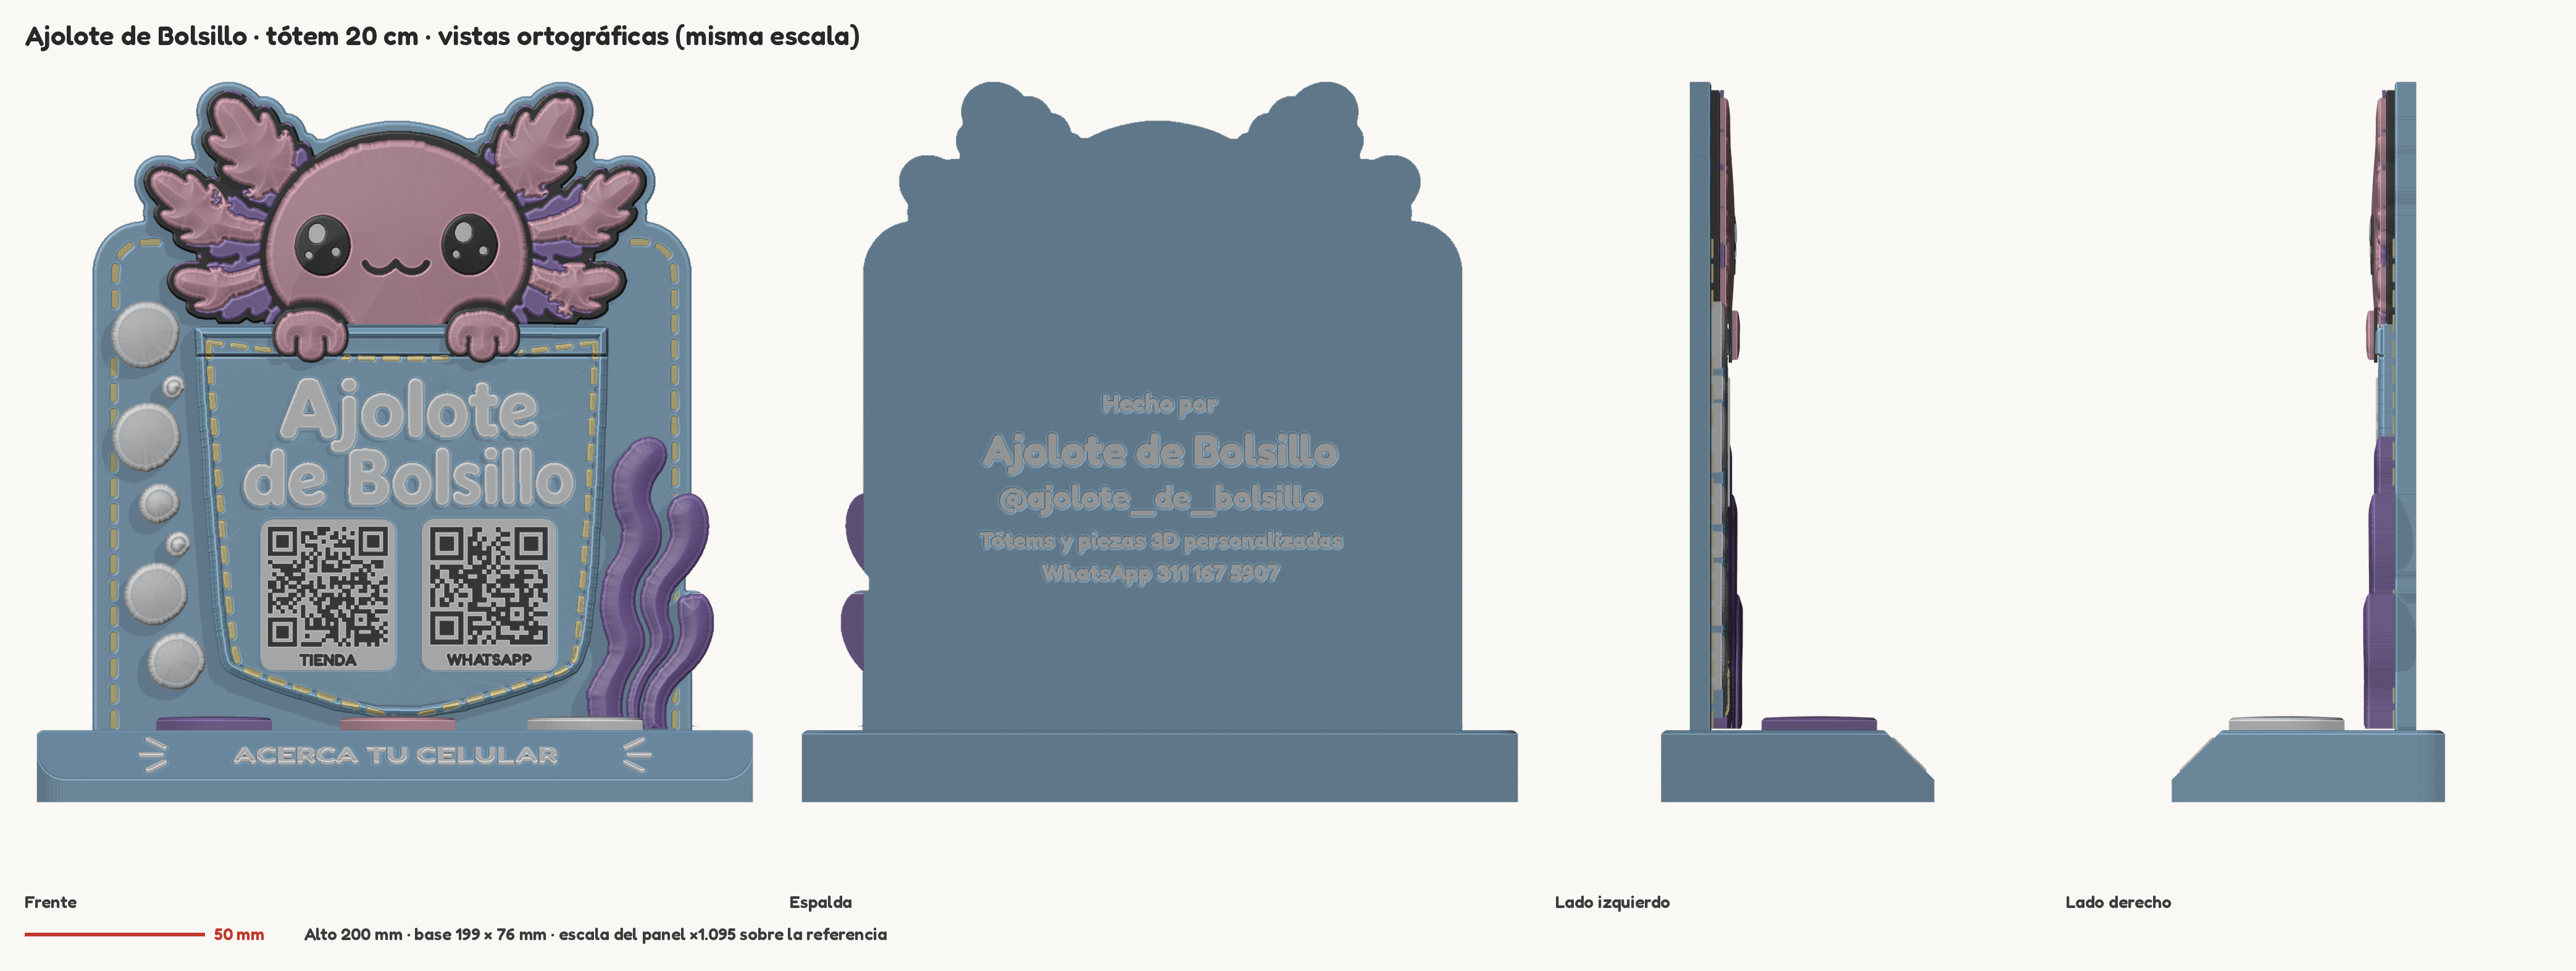 Ajolote de Bolsillo · tótem 20 cm · vistas ortográficas (misma escala)
Ajolote
de Bolsillo
TIENDA
WHATSAPP
ACERCA TU CELULAR
Hecho por
Ajolote de Bolsillo
@ajolote_de_bolsillo
Tótems y piezas 3D personalizadas
WhatsApp 311 167 5907
Frente
Espalda
Lado izquierdo
Lado derecho
50 mm
Alto 200 mm · base 199 × 76 mm · escala del panel ×1.095 sobre la referencia